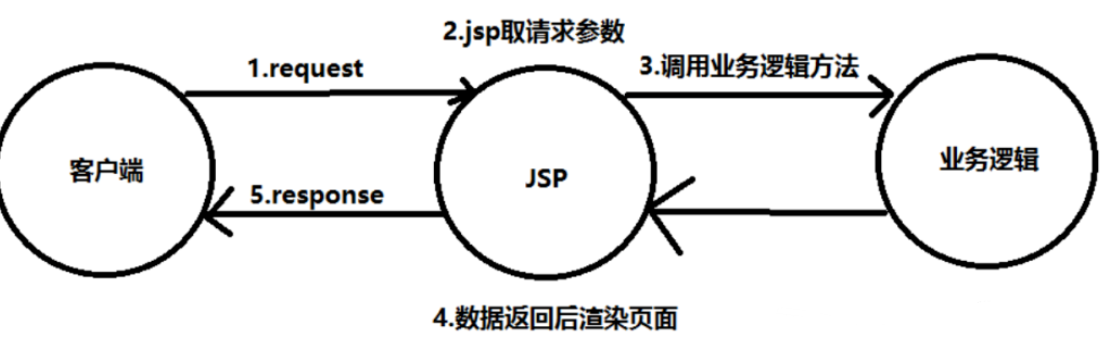 2.jsp取请求参数
1.request
3.调用业务逻辑方法
客户端
JSP
业务逻辑
5.response
4.数据返回后渲染页面